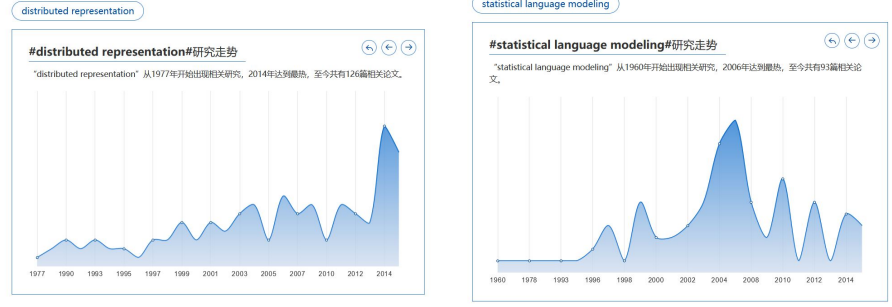 distributed representation
#distributed representation#研究走势
“distributed representation”从1977年开始出现相关研究，2014年达到最热，至今共有126篇相关论文。
1977 1990 1993 1995 1997 1999 2001 2003 2005 2007 2010 2012 2014
statistical language modeling
#statistical language modeling#研究走势
“statistical language modeling”从1960年开始出现相关研究，2006年达到最热，至今共有93篇相关论
文。
1960 1978 1993 1996 1998 2000 2002 2004 2008 2010 2012 2014